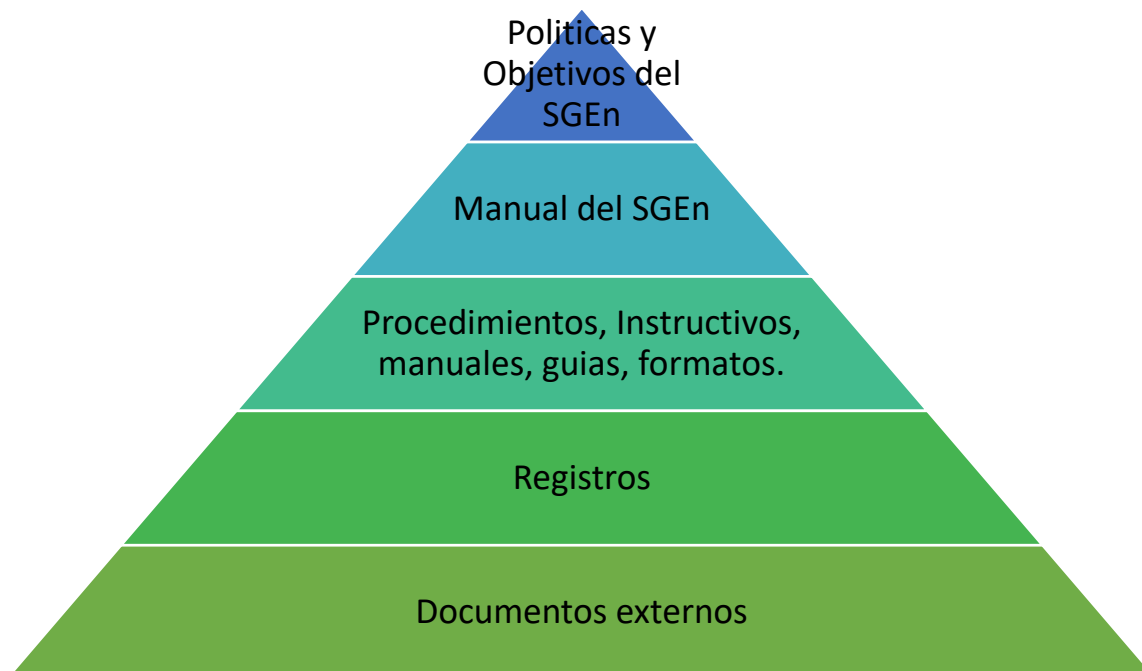 Politicas y
Objetivos del
SGEn
Manual del SGEn
Procedimientos, Instructivos,
manuales, guias, formatos.
Registros
Documentos externos